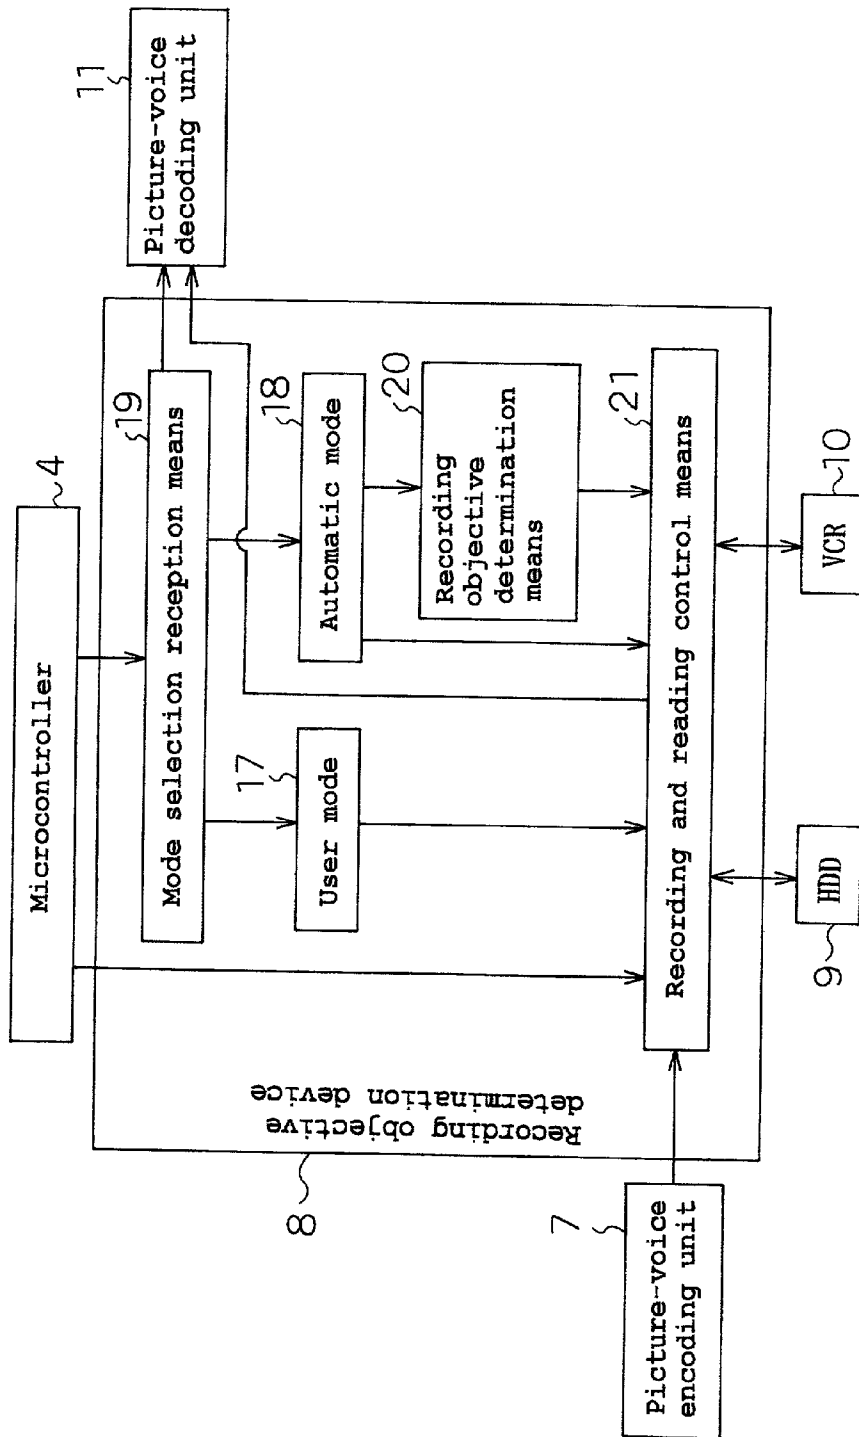 Microcontroller
4
11
Picture-voice
decoding unit
19
Mode selection reception means
17
User mode
18
Automatic mode
20
Recording
objective
determination
means
21
Recording and reading control means
8
Recording objective
determination device
7
Picture-voice
encoding unit
HDD
9
VCR
10